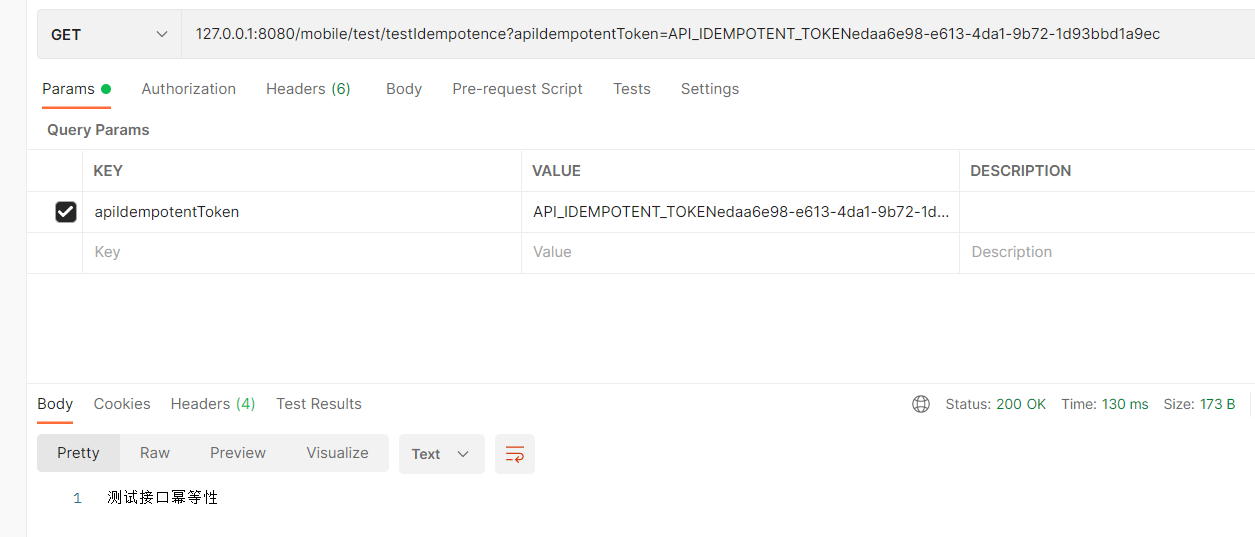 GET 127.0.0.1:8080/mobile/test/testIdempotence?apiIdempotentToken=API_IDEMPOTENT_TOKENedaa6e98-e613-4da1-9b72-1d93bbd1a9ec
Params Authorization Headers (6) Body Pre-request Script Tests Settings
Query Params
KEY VALUE DESCRIPTION
apiIdempotentToken API_IDEMPOTENT_TOKENedaa6e98-e613-4da1-9b72-1d...
Key Value Description
Body Cookies Headers (4) Test Results Status: 200 OK Time: 130 ms Size: 173 B
Pretty Raw Preview Visualize Text
1 测试接口幂等性